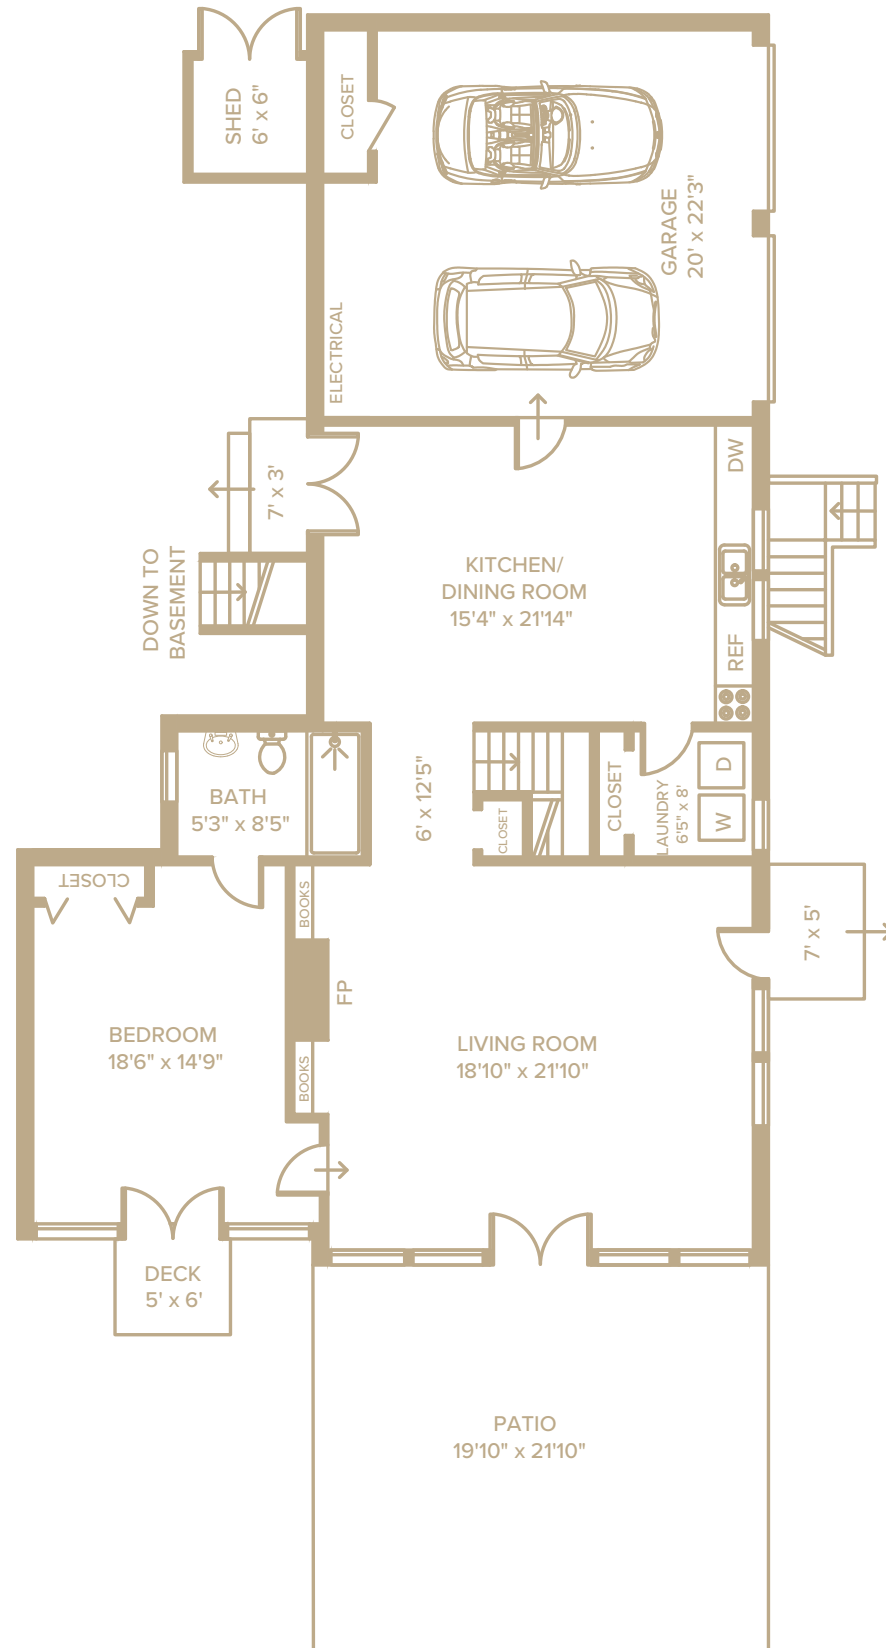 SHED
6' x 6"
CLOSET
GARAGE
20' x 22'3"
ELECTRICAL
7' x 3'
DOWN TO
BASEMENT
KITCHEN/
DINING ROOM
15'4" x 21'14"
DW
REF
BATH
5'3" x 8'5"
6' x 12'5"
CLOSET
CLOSET
LAUNDRY
6'5" x 8'
D
W
CLOSET
BOOKS
FP
BOOKS
BEDROOM
18'6" x 14'9"
LIVING ROOM
18'10" x 21'10"
7' x 5'
DECK
5' x 6'
PATIO
19'10" x 21'10"